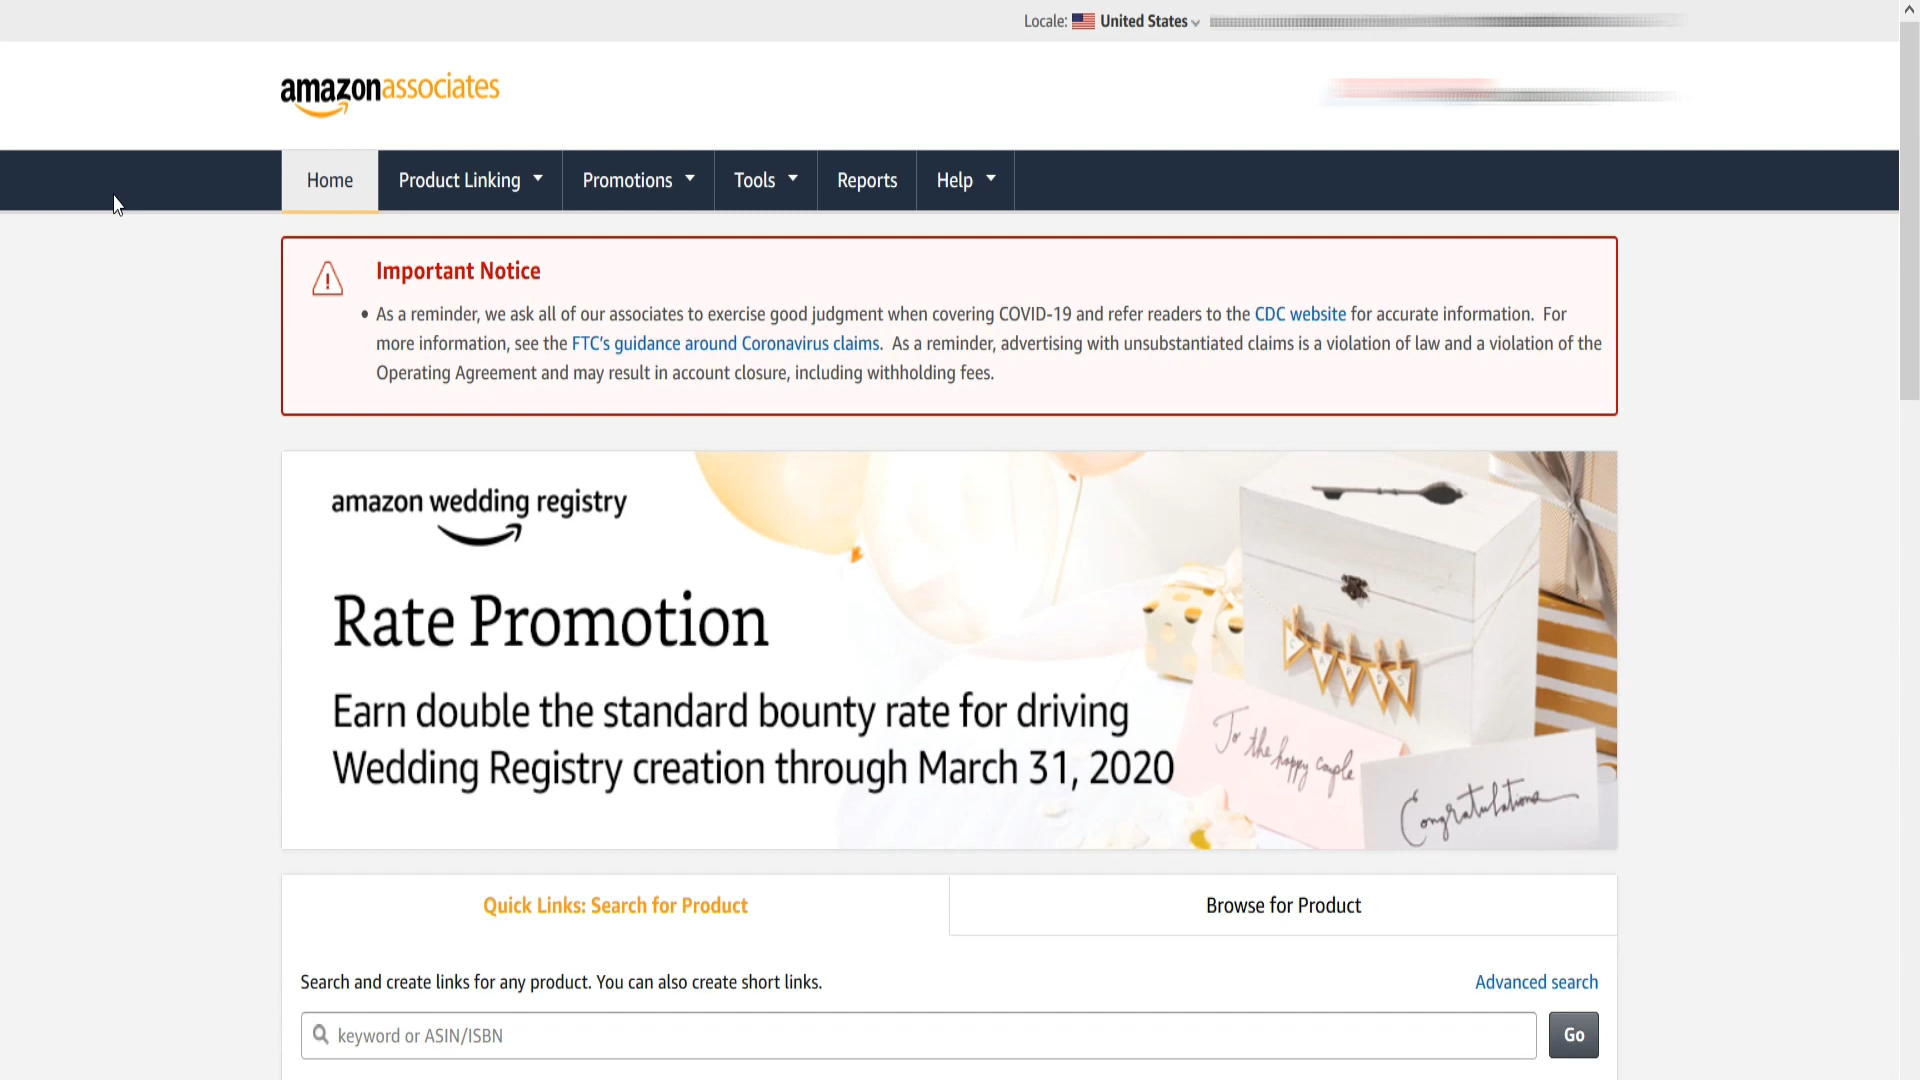 Locale: United States
amazonassociates
Home Product Linking Promotions Tools Reports Help
Important Notice
• As a reminder, we ask all of our associates to exercise good judgment when covering COVID-19 and refer readers to the CDC website for accurate information. For
more information, see the FTC's guidance around Coronavirus claims. As a reminder, advertising with unsubstantiated claims is a violation of law and a violation of the
Operating Agreement and may result in account closure, including withholding fees.
amazon wedding registry
Rate Promotion
Earn double the standard bounty rate for driving
Wedding Registry creation through March 31, 2020
CARDS
To the happy couple
Congratulations
Quick Links: Search for Product
Browse for Product
Search and create links for any product. You can also create short links.
Advanced search
keyword or ASIN/ISBN
Go